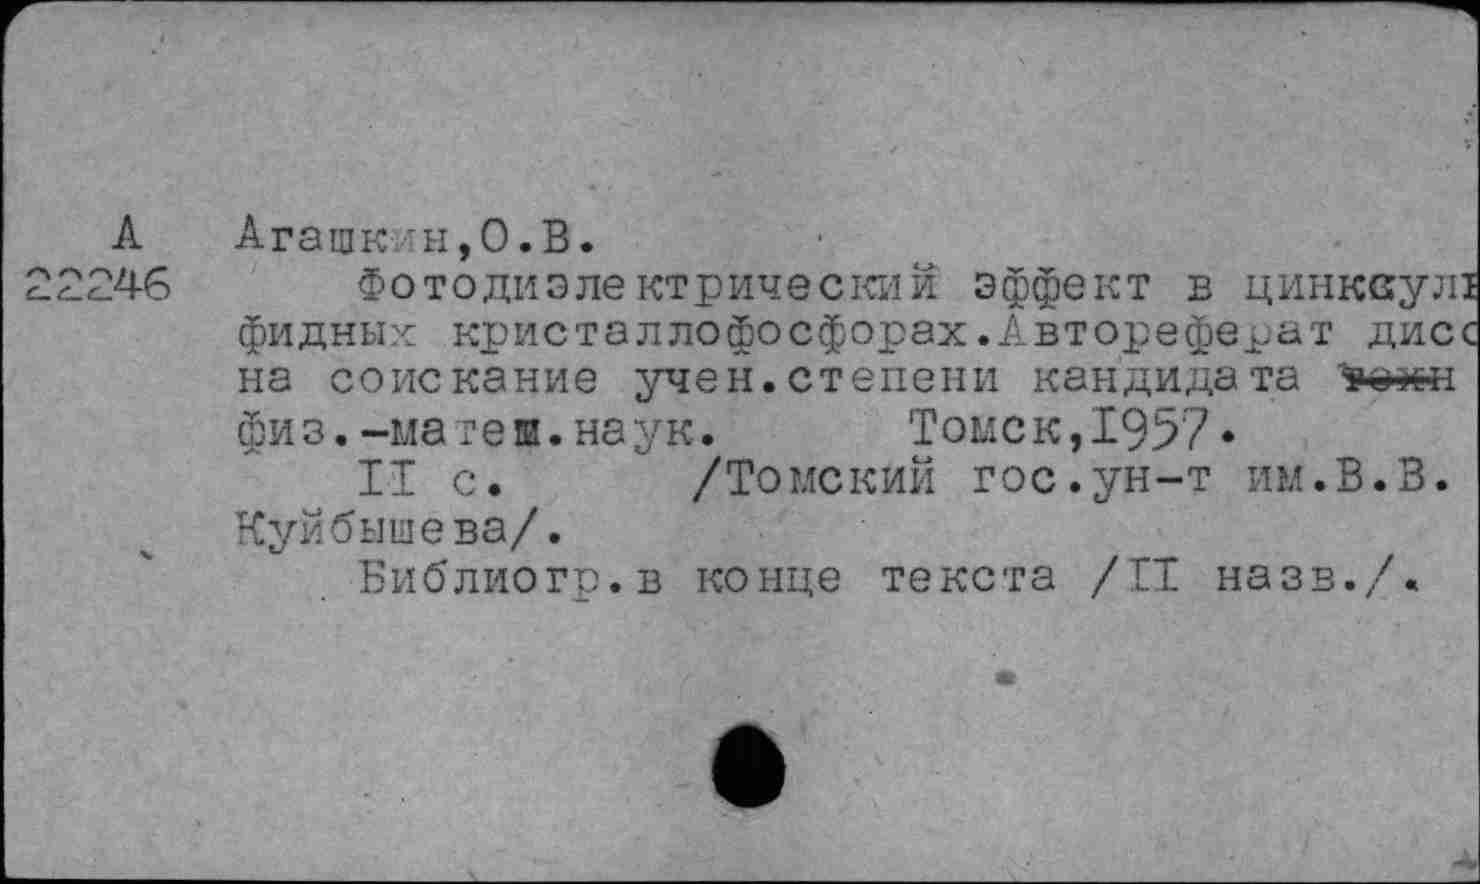 А Агашкин,О.В.
22246 Фотодиэлектрический эффект в цинксуль
фидных кристаллофосфорах.Автореферат дисс
на соискание учен.степени кандидата
физ.-матем.наук. Томск,1957.
II с. /Томский гос.ун-т им.В.В.
Куйбышева/.
Библиогр.в конце текста /II назв./.